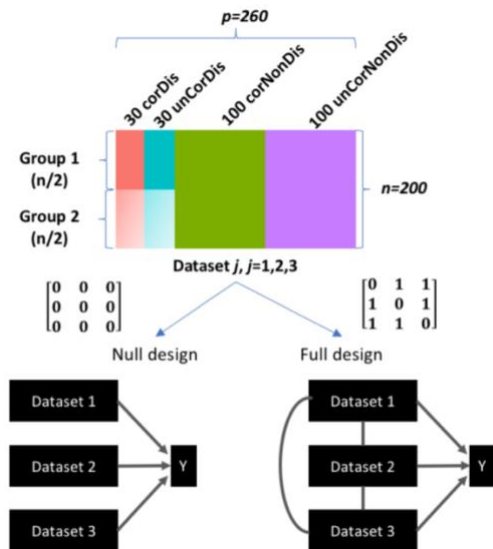 p=260
30 corDis
30 unCorDis
100 corNonDis
100 unCorNonDis
Group 1
(n/2)
Group 2
(n/2)
n=200
Dataset j, j=1,2,3
0 0 0
0 0 0
0 0 0
0 1 1
1 0 1
1 1 0
Null design
Full design
Dataset 1
Dataset 2
Dataset 3
Y
Dataset 1
Dataset 2
Dataset 3
Y